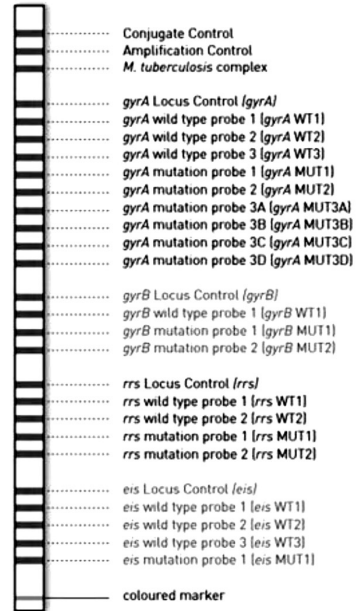 Conjugate Control
Amplification Control
M. tuberculosis complex
gyrA Locus Control (gyrA)
gyrA wild type probe 1 (gyrA WT1)
gyrA wild type probe 2 (gyrA WT2)
gyrA wild type probe 3 (gyrA WT3)
gyrA mutation probe 1 (gyrA MUT1)
gyrA mutation probe 2 (gyrA MUT2)
gyrA mutation probe 3A (gyrA MUT3A)
gyrA mutation probe 3B (gyrA MUT3B)
gyrA mutation probe 3C (gyrA MUT3C)
gyrA mutation probe 3D (gyrA MUT3D)
gyrB Locus Control (gyrB)
gyrB wild type probe 1 (gyrB WT1)
gyrB mutation probe 1 (gyrB MUT1)
gyrB mutation probe 2 (gyrB MUT2)
rrs Locus Control (rrs)
rrs wild type probe 1 (rrs WT1)
rrs wild type probe 2 (rrs WT2)
rrs mutation probe 1 (rrs MUT1)
rrs mutation probe 2 (rrs MUT2)
eis Locus Control (eis)
eis wild type probe 1 (eis WT1)
eis wild type probe 2 (eis WT2)
eis wild type probe 3 (eis WT3)
eis mutation probe 1 (eis MUT1)
coloured marker